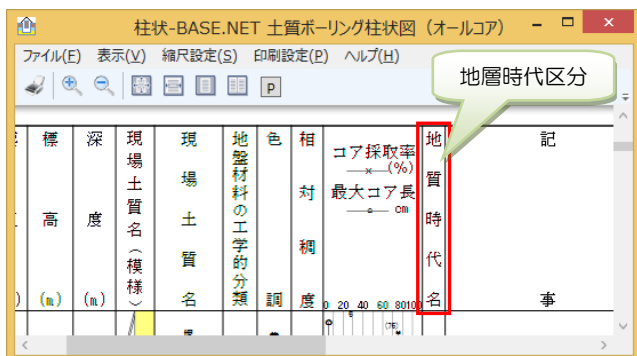 柱状-BASE.NET 土質ボーリング柱状図（オールコア）
ファイル(F) 表示(V) 縮尺設定(S) 印刷設定(P) ヘルプ(H)
P
地層時代区分
標高(m)
深度(m)
現場土質名（模様）
現場土質名
地盤材料の工学的分類
色調
相対稠度
コア採取率
(%)
最大コア長
cm
0 20 40 60 80100
地質時代名
記事
(76)